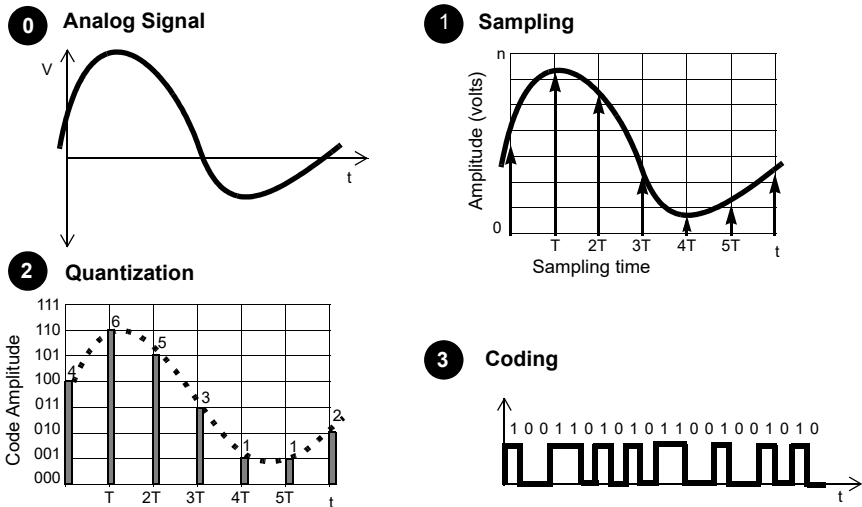 0 Analog Signal
V
t
1 Sampling
n
Amplitude (volts)
0
T 2T 3T 4T 5T t
Sampling time
2 Quantization
111
110
101
100
011
010
001
000
Code Amplitude
4 6 5 3 1 1 2
T 2T 3T 4T 5T t
3 Coding
1 0 0 1 1 0 1 0 1 0 1 1 0 0 1 0 0 1 0 1 0
t